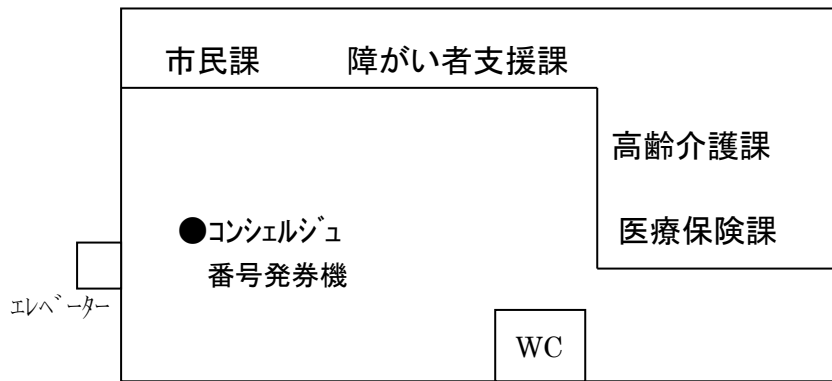 市民課 障がい者支援課
高齢介護課
医療保険課
●コンシェルジュ
番号発券機
エレベーター
WC